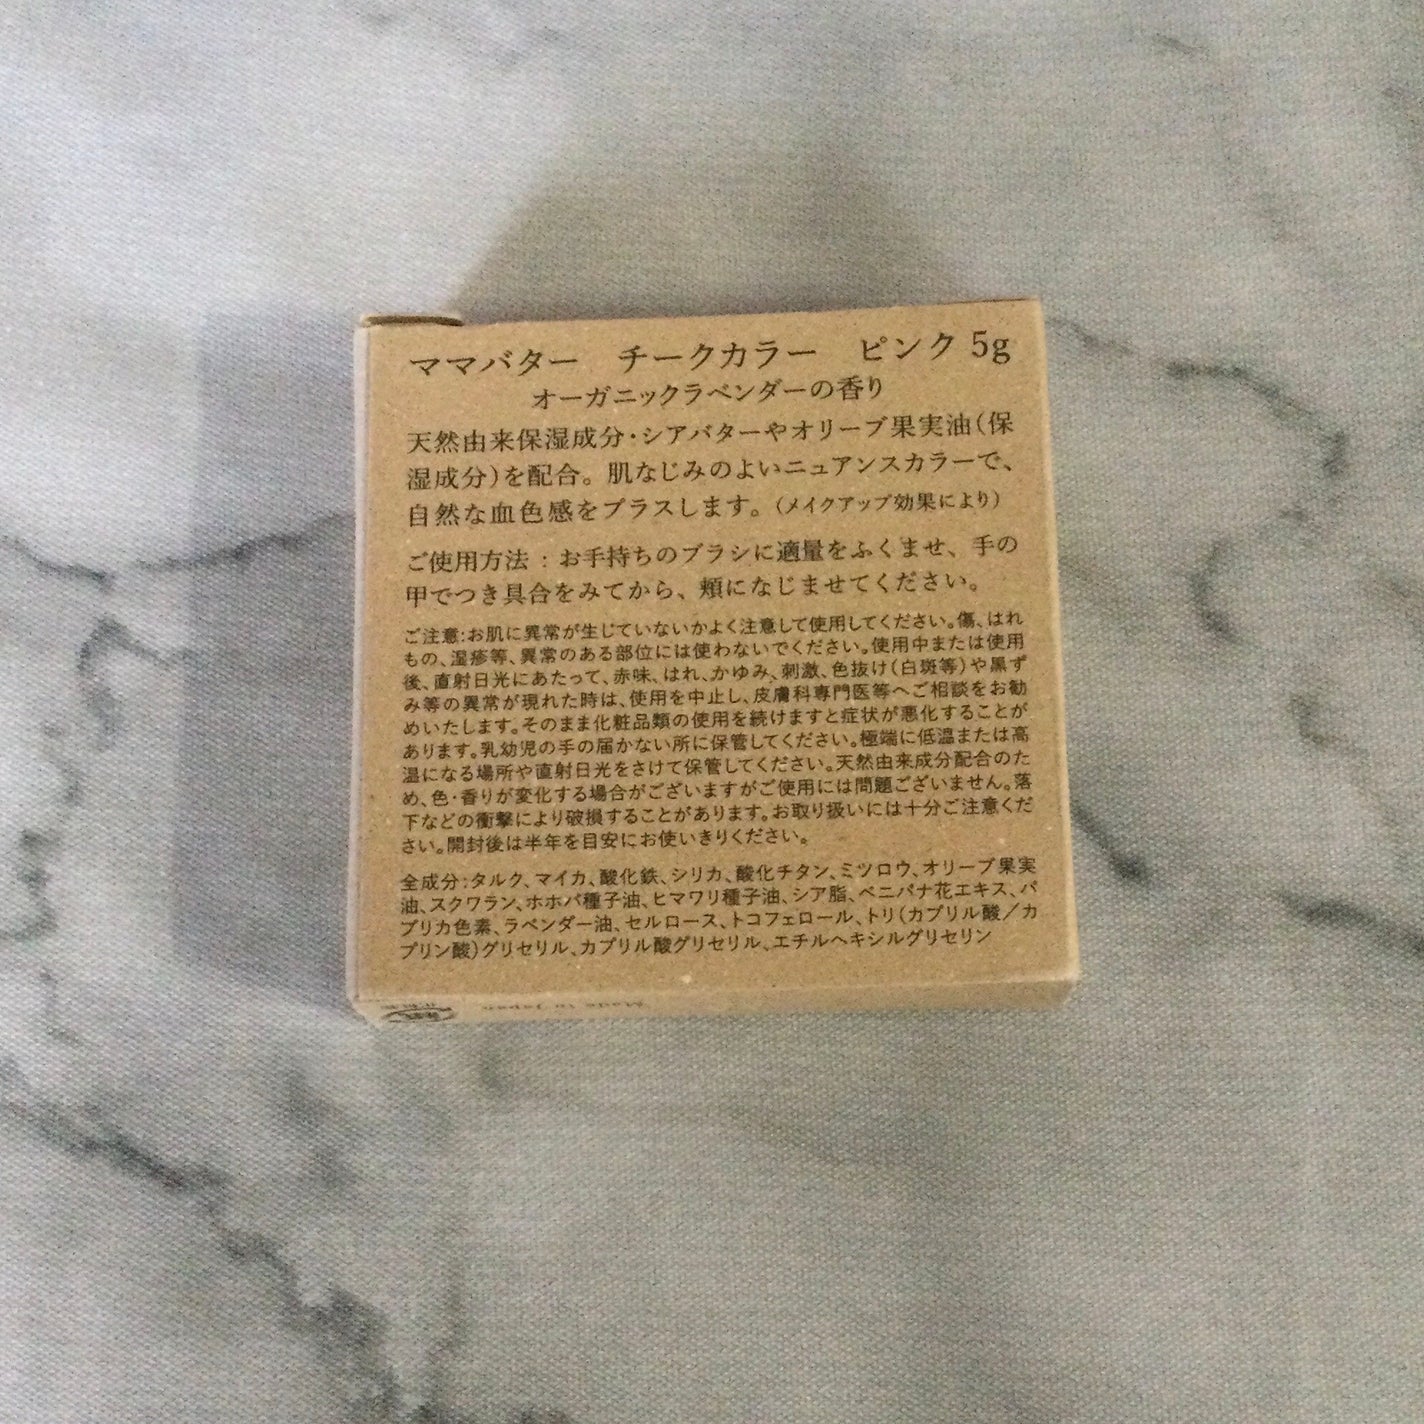 ママバター　チークカラー　ピンク 5g
オーガニックラベンダーの香り
天然由来保湿成分・シアバターやオリーブ果実油（保
湿成分）を配合。肌なじみのよいニュアンスカラーで、
自然な血色感をプラスします。（メイクアップ効果により）
ご使用方法：お手持ちのブラシに適量をふくませ、手の
甲でつき具合をみてから、頬になじませてください。
ご注意:お肌に異常が生じていないかよく注意して使用してください。傷、はれ
もの、湿疹等、異常のある部位には使わないでください。使用中または使用
後、直射日光にあたって、赤味、はれ、かゆみ、刺激、色抜け（白斑等）や黒ず
み等の異常が現れた時は、使用を中止し、皮膚科専門医等へご相談をお勧
めいたします。そのまま化粧品類の使用を続けますと症状が悪化することが
あります。乳幼児の手の届かない所に保管してください。極端に低温または高
温になる場所や直射日光をさけて保管してください。天然由来成分配合のた
め、色・香りが変化する場合がございますがご使用には問題ございません。落
下などの衝撃により破損することがあります。お取り扱いには十分ご注意くだ
さい。開封後は半年を目安にお使いきりください。
全成分:タルク、マイカ、酸化鉄、シリカ、酸化チタン、ミツロウ、オリーブ果実
油、スクワラン、ホホバ種子油、ヒマワリ種子油、シア脂、ベニバナ花エキス、パ
プリカ色素、ラベンダー油、セルロース、トコフェロール、トリ（カプリル酸／カ
プリン酸）グリセリル、カプリル酸グリセリル、エチルヘキシルグリセリン
Made in Japan